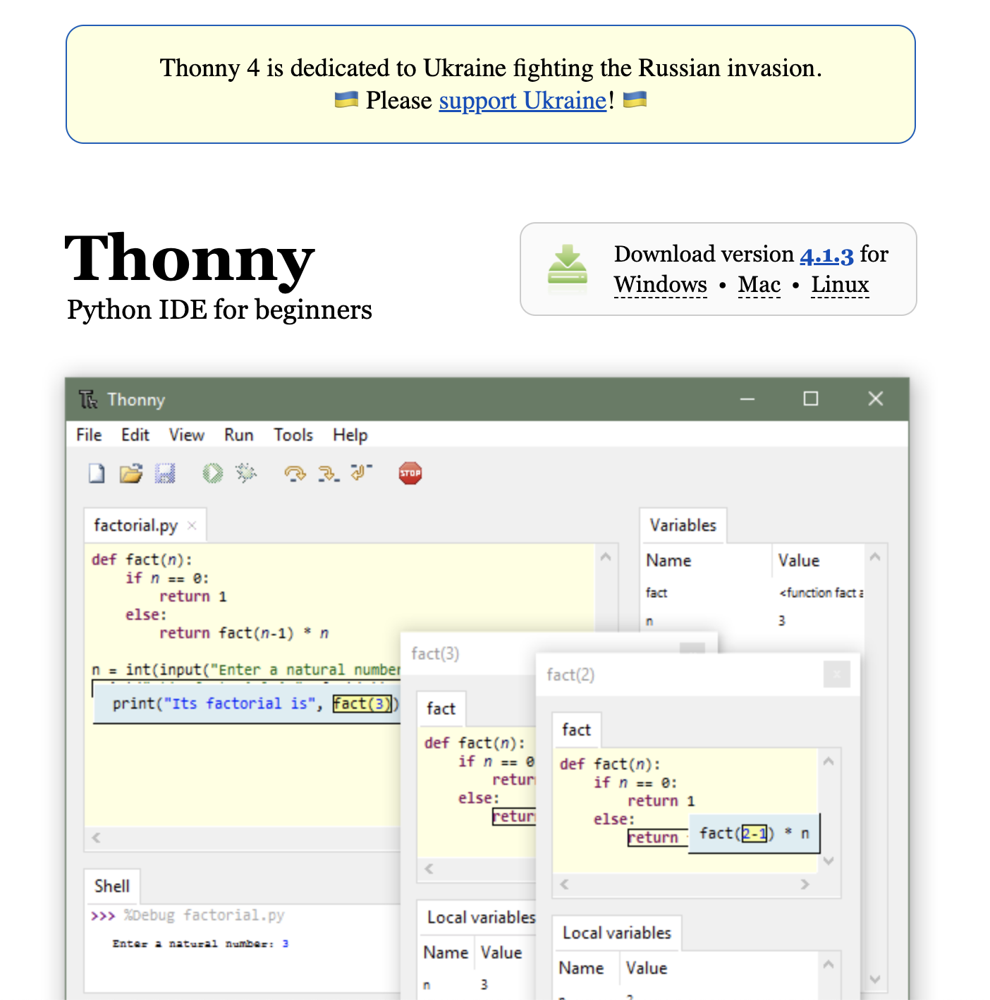 Thonny 4 is dedicated to Ukraine fighting the Russian invasion.
🇺🇦 Please support Ukraine! 🇺🇦
Thonny
Python IDE for beginners
Download version 4.1.3 for
Windows • Mac • Linux
Thonny
File Edit View Run Tools Help
STOP
factorial.py
def fact(n):
if n == 0:
return 1
else:
return fact(n-1) * n
n = int(input("Enter a natural number
print("Its factorial is", fact(3))
Variables
Name Value
fact <function fact a
n 3
fact(3)
fact
def fact(n):
if n == 0
return
else:
return
Local variables
Name Value
n 3
fact(2)
fact
def fact(n):
if n == 0:
return 1
else:
return fact(2-1) * n
Local variables
Name Value
Shell
>>> %Debug factorial.py
Enter a natural number: 3